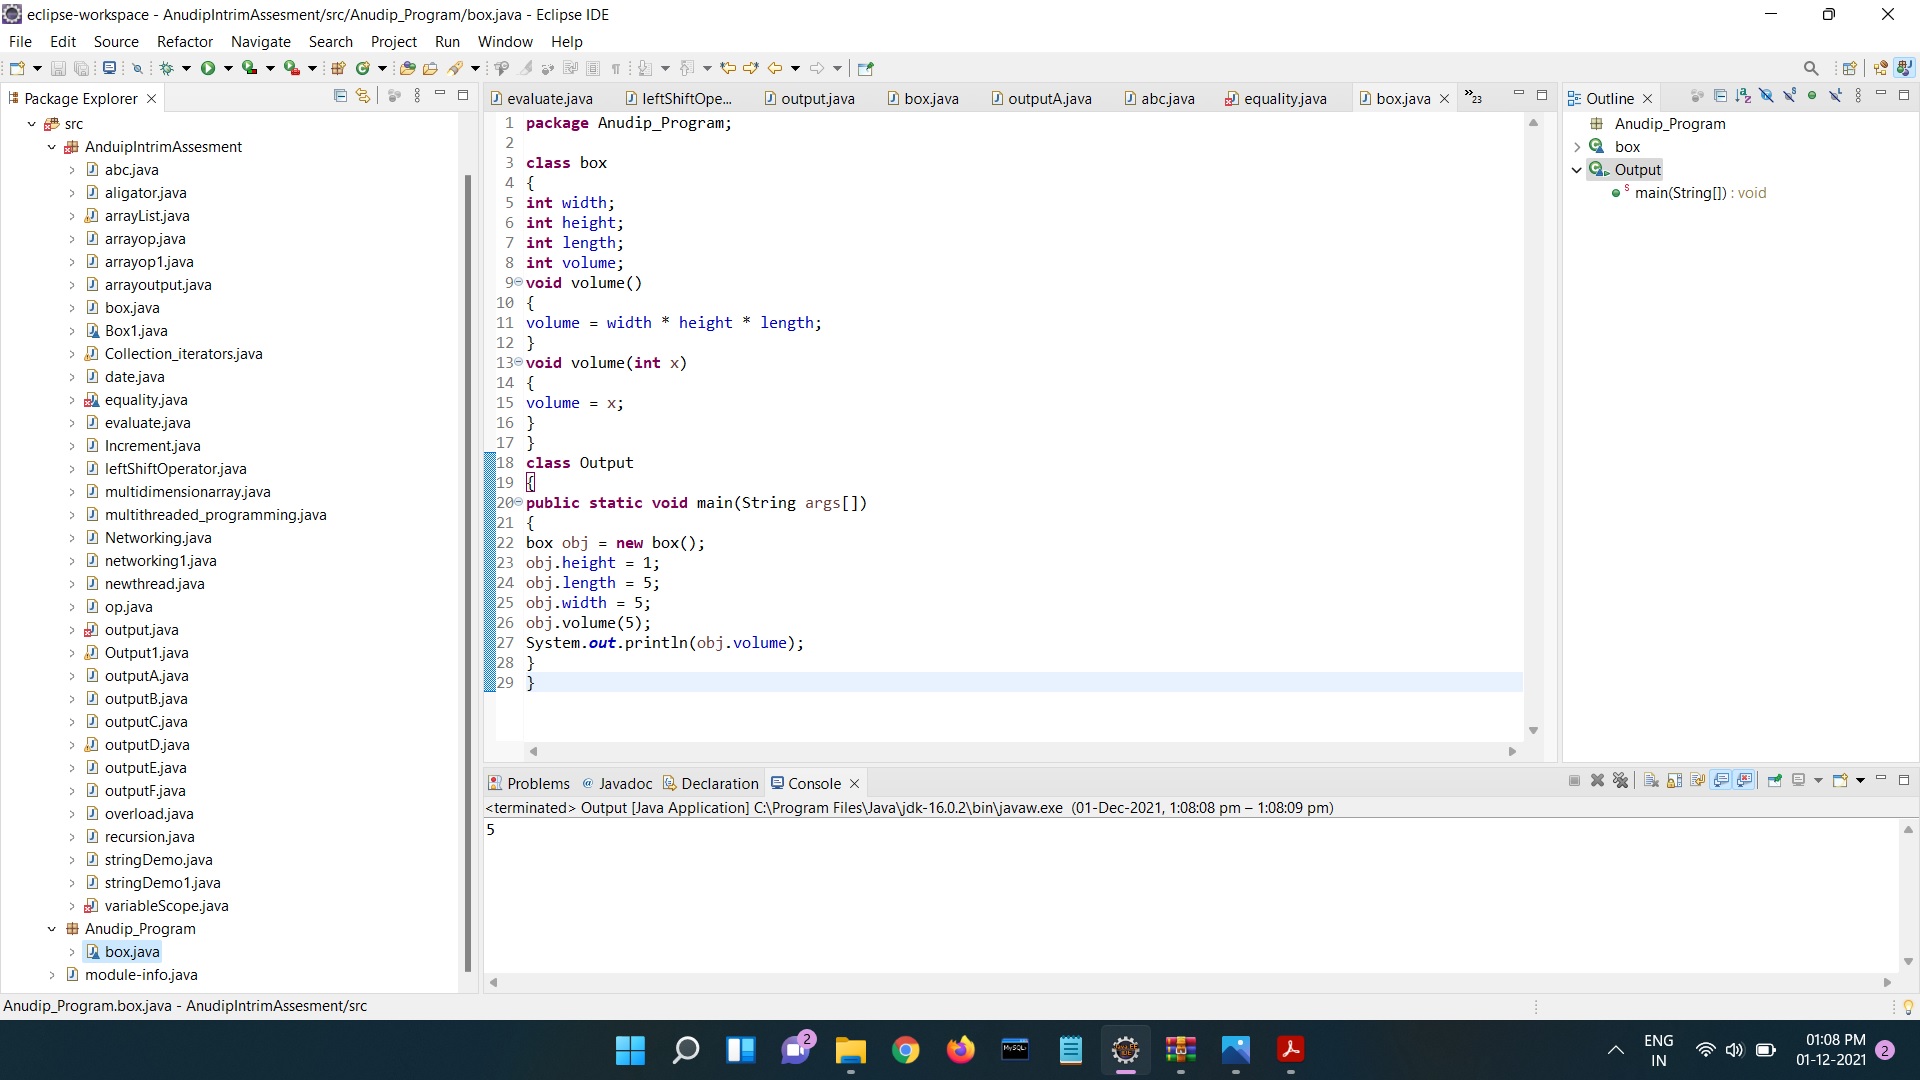 eclipse-workspace - AnudipIntrimAssesment/src/Anudip_Program/box.java - Eclipse IDE
File Edit Source Refactor Navigate Search Project Run Window Help
Package Explorer
src
AnduipIntrimAssesment
abc.java
aligator.java
arrayList.java
arrayop.java
arrayop1.java
arrayoutput.java
box.java
Box1.java
Collection_iterators.java
date.java
equality.java
evaluate.java
Increment.java
leftShiftOperator.java
multidimensionarray.java
multithreaded_programming.java
Networking.java
networking1.java
newthread.java
op.java
output.java
Output1.java
outputA.java
outputB.java
outputC.java
outputD.java
outputE.java
outputF.java
overload.java
recursion.java
stringDemo.java
stringDemo1.java
variableScope.java
Anudip_Program
box.java
module-info.java
evaluate.java leftShiftOpe... output.java box.java outputA.java abc.java equality.java box.java »23
1 package Anudip_Program;
2
3 class box
4 {
5 int width;
6 int height;
7 int length;
8 int volume;
9 void volume()
10 {
11 volume = width * height * length;
12 }
13 void volume(int x)
14 {
15 volume = x;
16 }
17 }
18 class Output
19 {
20 public static void main(String args[])
21 {
22 box obj = new box();
23 obj.height = 1;
24 obj.length = 5;
25 obj.width = 5;
26 obj.volume(5);
27 System.out.println(obj.volume);
28 }
29 }
Outline
Anudip_Program
box
Output
main(String[]) : void
Problems @ Javadoc Declaration Console
<terminated> Output [Java Application] C:\Program Files\Java\jdk-16.0.2\bin\javaw.exe (01-Dec-2021, 1:08:08 pm – 1:08:09 pm)
5
Anudip_Program.box.java - AnudipIntrimAssesment/src
2
MySQL
ENG
IN
01:08 PM
01-12-2021
2